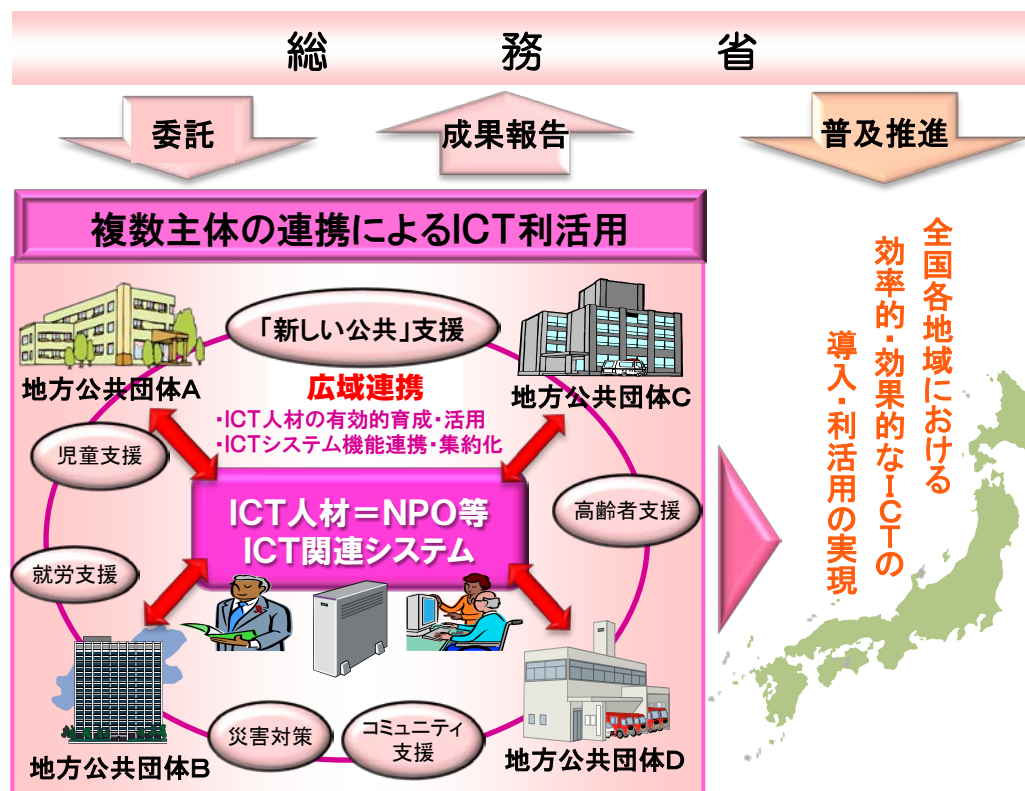 総務省
委託
成果報告
普及推進
複数主体の連携によるICT利活用
「新しい公共」支援
地方公共団体A
地方公共団体C
広域連携
・ICT人材の有効的育成・活用
・ICTシステム機能連携・集約化
児童支援
ICT人材＝NPO等
ICT関連システム
高齢者支援
就労支援
災害対策
コミュニティ
支援
地方公共団体B
地方公共団体D
全国各地域における
効率的・効果的なICTの
導入・利活用の実現